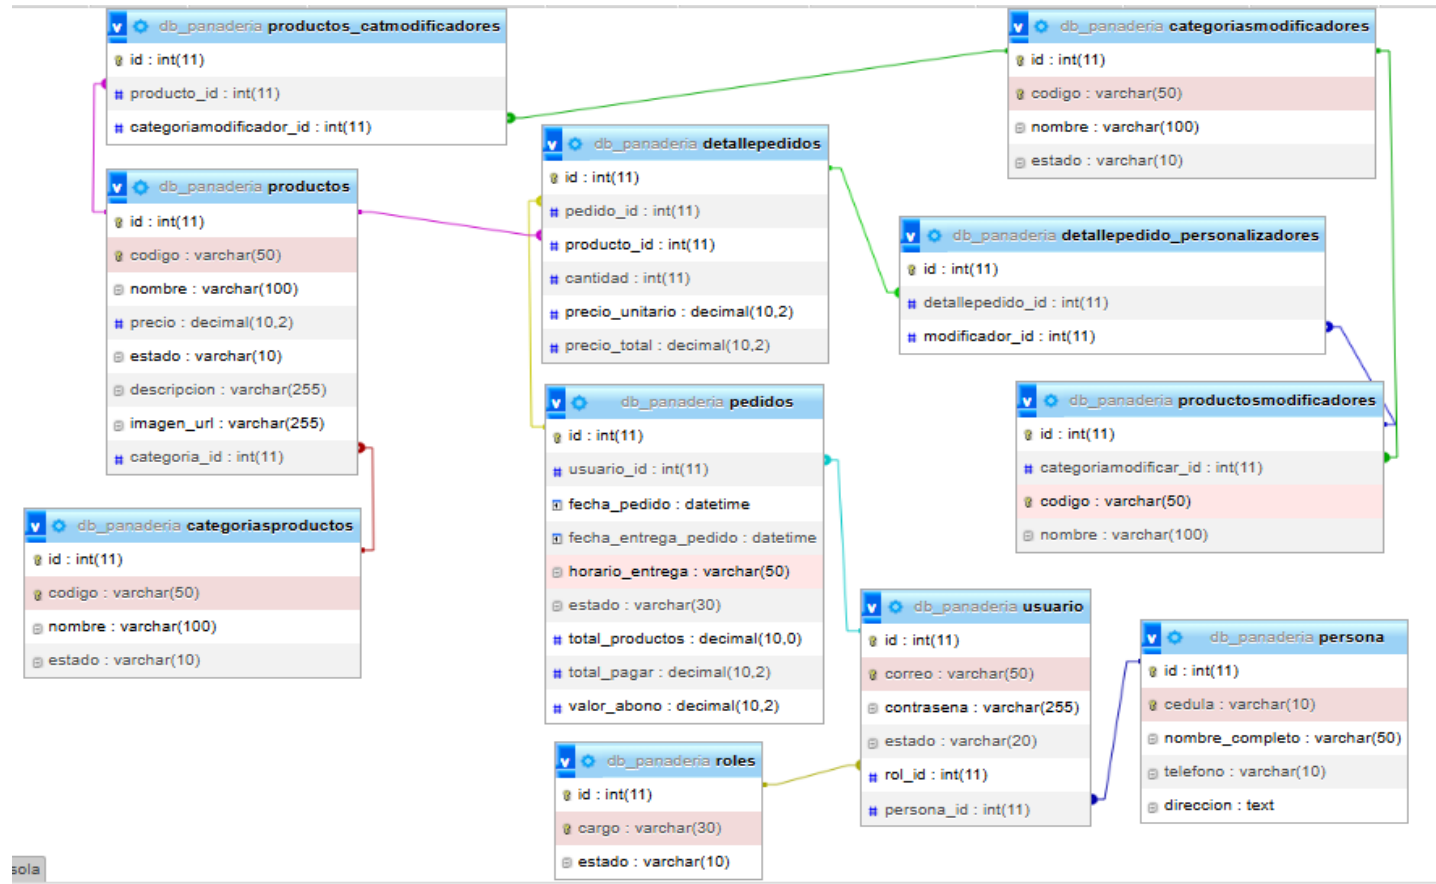 db_panaderia productos_catmodificadores
id : int(11)
producto_id : int(11)
categoriamodificador_id : int(11)
db_panaderia categoriasmodificadores
id : int(11)
codigo : varchar(50)
nombre : varchar(100)
estado : varchar(10)
db_panaderia detallepedidos
id : int(11)
pedido_id : int(11)
producto_id : int(11)
cantidad : int(11)
precio_unitario : decimal(10,2)
precio_total : decimal(10,2)
db_panaderia productos
id : int(11)
codigo : varchar(50)
nombre : varchar(100)
precio : decimal(10,2)
estado : varchar(10)
descripcion : varchar(255)
imagen_url : varchar(255)
categoria_id : int(11)
db_panaderia detallepedido_personalizadores
id : int(11)
detallepedido_id : int(11)
modificador_id : int(11)
db_panaderia pedidos
id : int(11)
usuario_id : int(11)
fecha_pedido : datetime
fecha_entrega_pedido : datetime
horario_entrega : varchar(50)
estado : varchar(30)
total_productos : decimal(10,0)
total_pagar : decimal(10,2)
valor_abono : decimal(10,2)
db_panaderia productosmodificadores
id : int(11)
categoriamodificar_id : int(11)
codigo : varchar(50)
nombre : varchar(100)
db_panaderia categoriasproductos
id : int(11)
codigo : varchar(50)
nombre : varchar(100)
estado : varchar(10)
db_panaderia usuario
id : int(11)
correo : varchar(50)
contrasena : varchar(255)
estado : varchar(20)
rol_id : int(11)
persona_id : int(11)
db_panaderia persona
id : int(11)
cedula : varchar(10)
nombre_completo : varchar(50)
telefono : varchar(10)
direccion : text
db_panaderia roles
id : int(11)
cargo : varchar(30)
estado : varchar(10)
sola